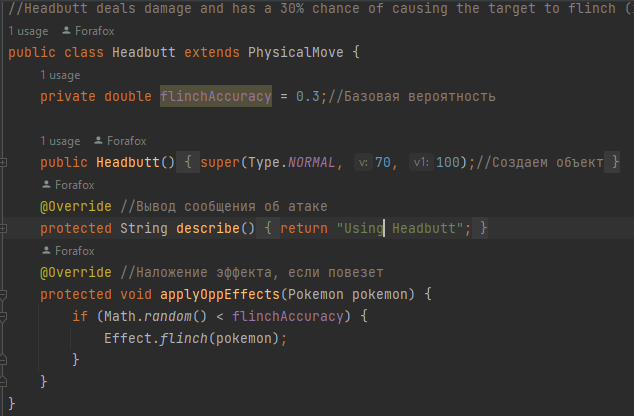 //Headbutt deals damage and has a 30% chance of causing the target to flinch (
1 usage Forafox
public class Headbutt extends PhysicalMove {
1 usage
private double flinchAccuracy = 0.3;//Базовая вероятность
1 usage Forafox
public Headbutt() { super(Type.NORMAL, v: 70, v1: 100);//Создаем объект }
Forafox
@Override //Вывод сообщения об атаке
protected String describe() { return "Using Headbutt"; }
Forafox
@Override //Наложение эффекта, если повезет
protected void applyOppEffects(Pokemon pokemon) {
if (Math.random() < flinchAccuracy) {
Effect.flinch(pokemon);
}
}
}